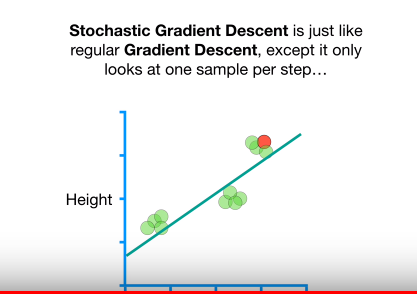 Stochastic Gradient Descent is just like
regular Gradient Descent, except it only
looks at one sample per step…
Height